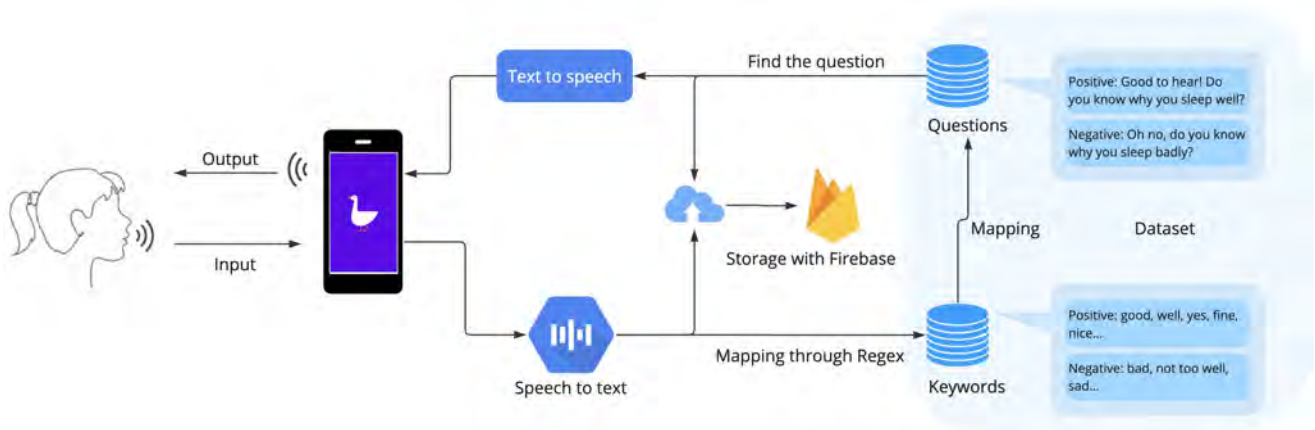 Text to speech
Find the question
Positive: Good to hear! Do
you know why you sleep well?
Negative: Oh no, do you know
why you sleep badly?
Questions
Output
Input
Storage with Firebase
Mapping
Dataset
Speech to text
Mapping through Regex
Keywords
Positive: good, well, yes, fine,
nice...
Negative: bad, not too well,
sad...